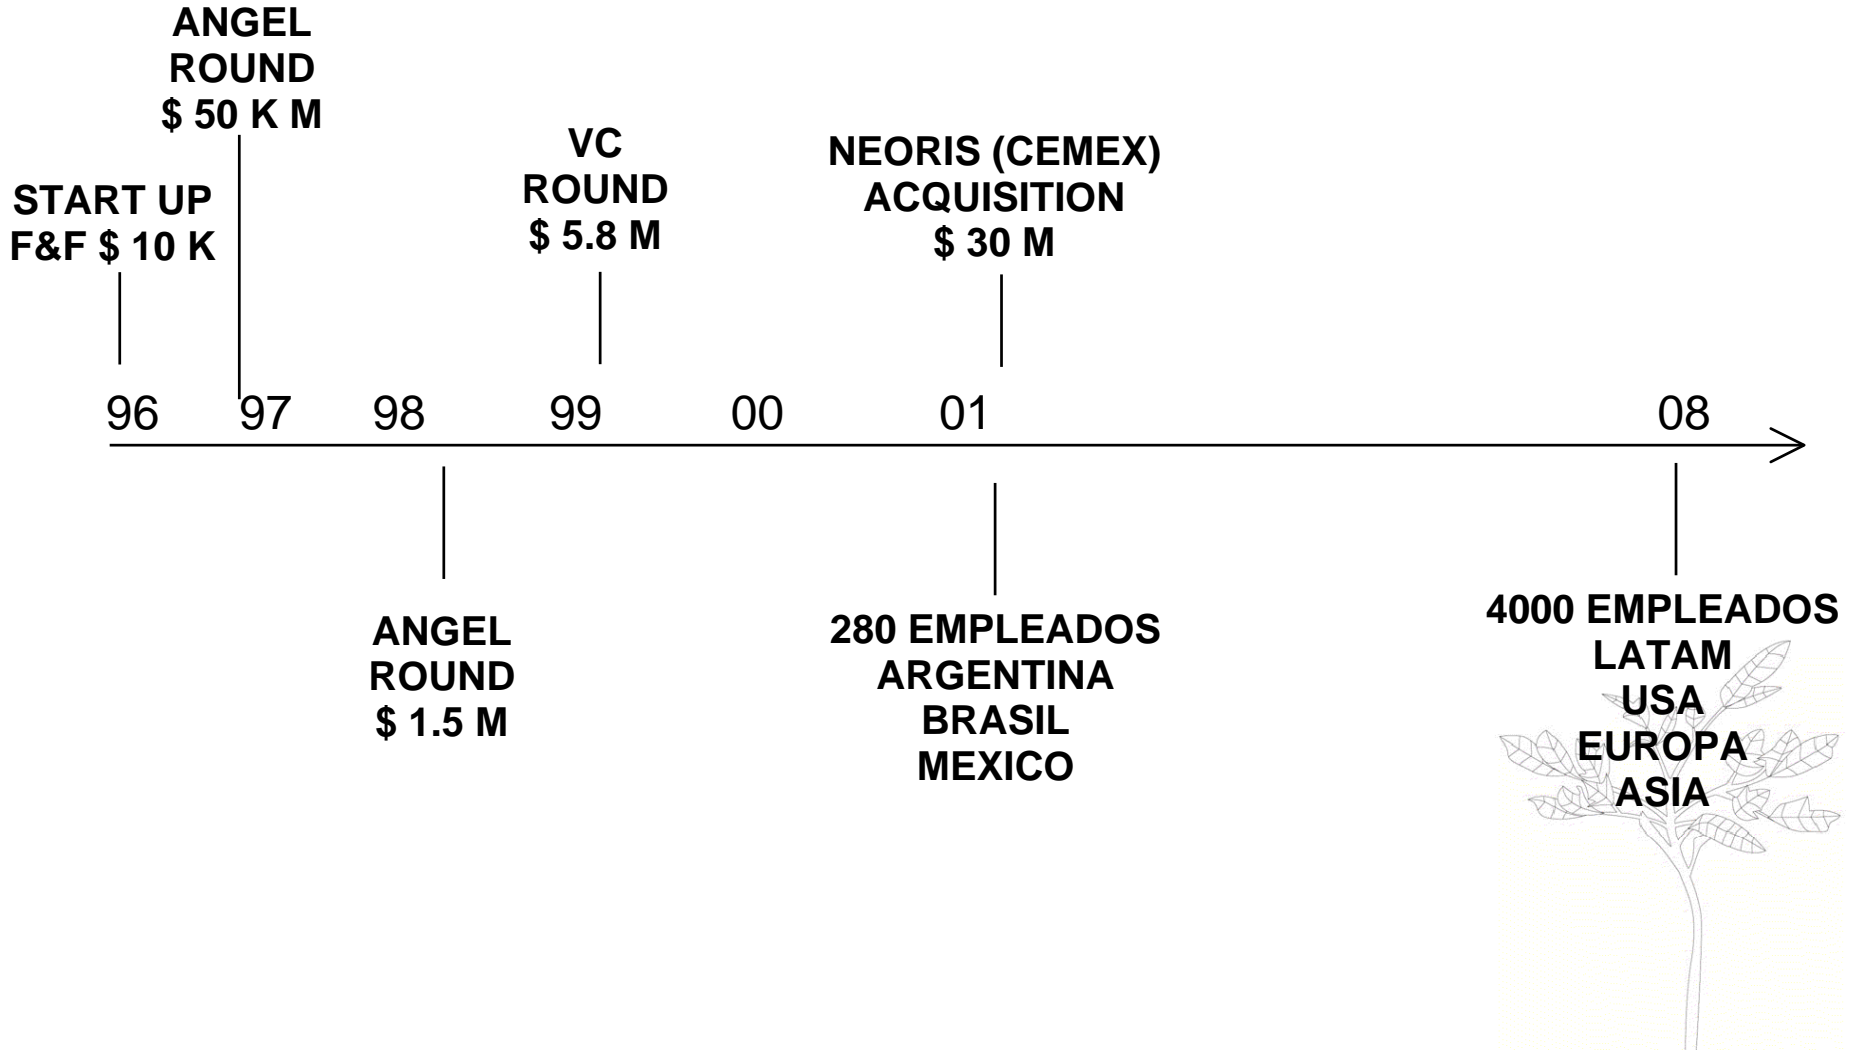 ANGEL
ROUND
$ 50 K M
START UP
F&F $ 10 K
VC
ROUND
$ 5.8 M
NEORIS (CEMEX)
ACQUISITION
$ 30 M
96 97 98 99 00 01 08
ANGEL
ROUND
$ 1.5 M
280 EMPLEADOS
ARGENTINA
BRASIL
MEXICO
4000 EMPLEADOS
LATAM
USA
EUROPA
ASIA